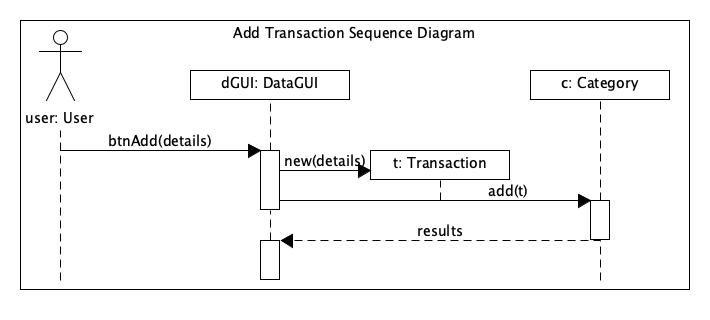 Add Transaction Sequence Diagram
dGUI: DataGUI
c: Category
user: User
btnAdd(details)
new(details)
t: Transaction
add(t)
results